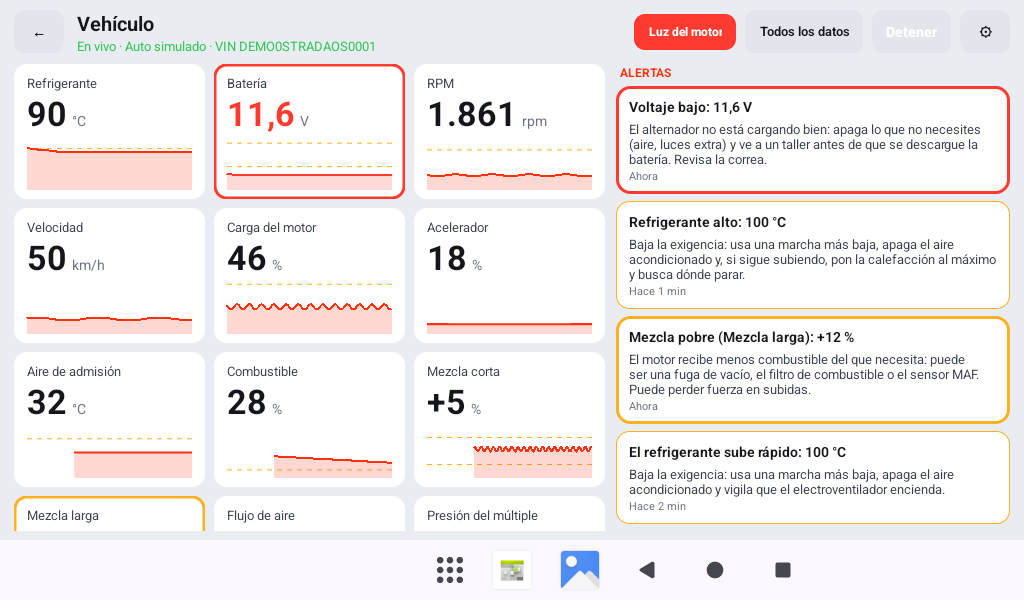 ←
Vehículo
En vivo · Auto simulado · VIN DEMO0STRADAOS0001
Luz del motor
Todos los datos
Detener
Refrigerante
90 °C
Batería
11,6 V
RPM
1.861 rpm
Velocidad
50 km/h
Carga del motor
46 %
Acelerador
18 %
Aire de admisión
32 °C
Combustible
28 %
Mezcla corta
+5 %
Mezcla larga
Flujo de aire
Presión del múltiple
ALERTAS
Voltaje bajo: 11,6 V
El alternador no está cargando bien: apaga lo que no necesites
(aire, luces extra) y ve a un taller antes de que se descargue la
batería. Revisa la correa.
Ahora
Refrigerante alto: 100 °C
Baja la exigencia: usa una marcha más baja, apaga el aire
acondicionado y, si sigue subiendo, pon la calefacción al máximo
y busca dónde parar.
Hace 1 min
Mezcla pobre (Mezcla larga): +12 %
El motor recibe menos combustible del que necesita: puede
ser una fuga de vacío, el filtro de combustible o el sensor MAF.
Puede perder fuerza en subidas.
Ahora
El refrigerante sube rápido: 100 °C
Baja la exigencia: usa una marcha más baja, apaga el aire
acondicionado y vigila que el electroventilador encienda.
Hace 2 min